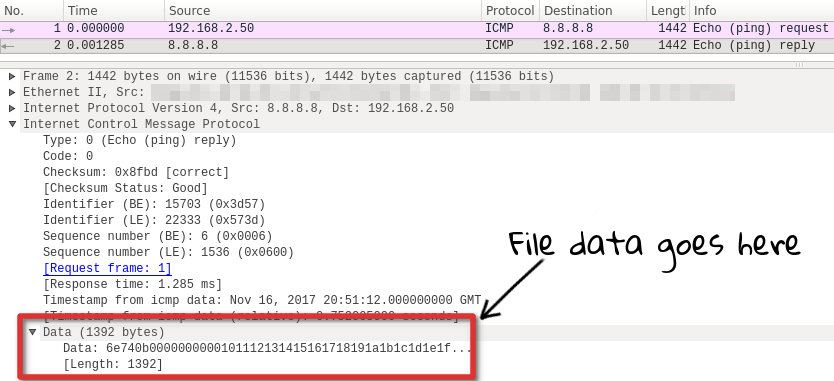 No. Time Source Protocol Destination Lengtl Info
1 0.000000 192.168.2.50 ICMP 8.8.8.8 1442 Echo (ping) request
2 0.001285 8.8.8.8 ICMP 192.168.2.50 1442 Echo (ping) reply
Frame 2: 1442 bytes on wire (11536 bits), 1442 bytes captured (11536 bits)
Ethernet II, Src:
Internet Protocol Version 4, Src: 8.8.8.8, Dst: 192.168.2.50
Internet Control Message Protocol
Type: 0 (Echo (ping) reply)
Code: 0
Checksum: 0x8fbd [correct]
[Checksum Status: Good]
Identifier (BE): 15703 (0x3d57)
Identifier (LE): 22333 (0x573d)
Sequence number (BE): 6 (0x0006)
Sequence number (LE): 1536 (0x0600)
File data goes here
[Request frame: 1]
[Response time: 1.285 ms]
Timestamp from icmp data: Nov 16, 2017 20:51:12.000000000 GMT
[Timestamp from icmp data (relative): seconds]
Data (1392 bytes)
Data: 6e740b0000000000101112131415161718191a1b1c1d1e1f...
[Length: 1392]